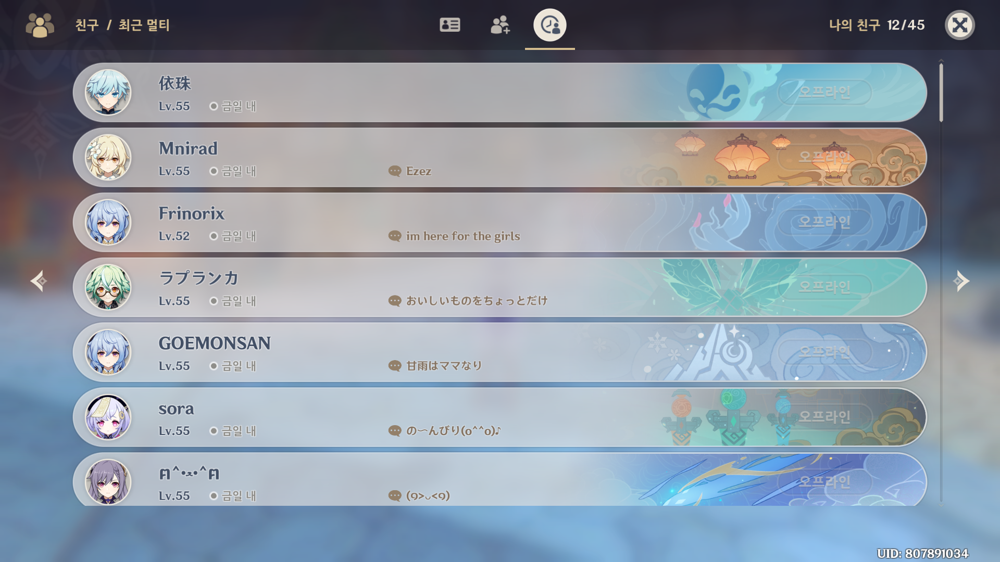 친구 / 최근 멀티
나의 친구 12/45
依珠
Lv.55 금일 내
오프라인
Mnirad
Lv.55 금일 내
Ezez
오프라인
Frinorix
Lv.52 금일 내
im here for the girls
오프라인
ラプランカ
Lv.55 금일 내
おいしいものをちょっとだけ
오프라인
GOEMONSAN
Lv.55 금일 내
甘雨はママなり
오프라인
sora
Lv.55 금일 내
の〜んびり(o^^o)♪
오프라인
ฅ^•ﻌ•^ฅ
Lv.55 금일 내
(୨>ᴗ<୨)
오프라인
UID: 807891034